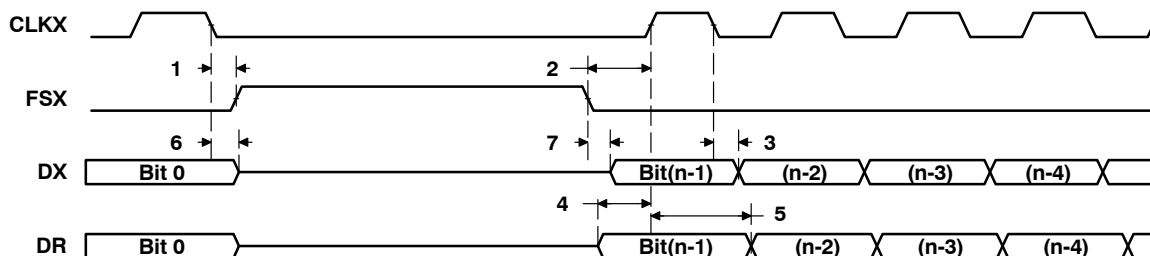 CLKX
1 2
FSX
6 7 3
DX Bit 0 Bit(n-1) (n-2) (n-3) (n-4)
4 5
DR Bit 0 Bit(n-1) (n-2) (n-3) (n-4)